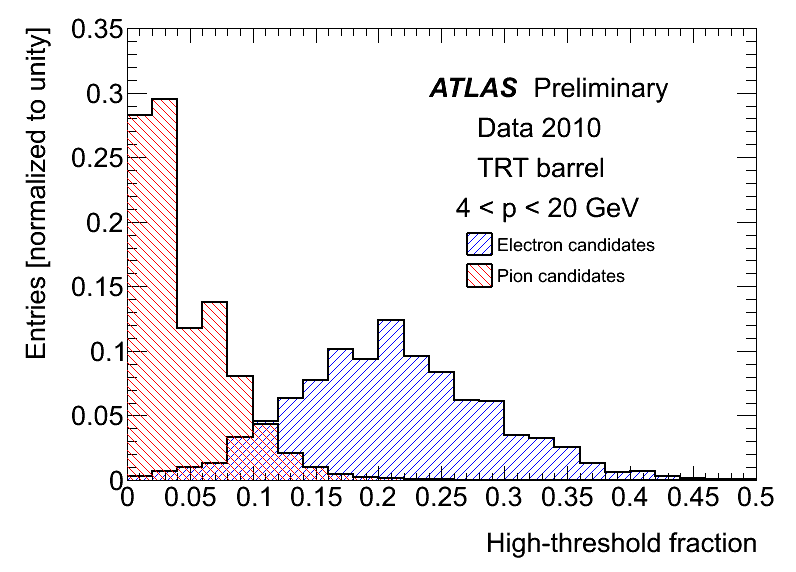 Entries [normalized to unity]
0.35
0.3
0.25
0.2
0.15
0.1
0.05
0
ATLAS Preliminary
Data 2010
TRT barrel
4 < p < 20 GeV
Electron candidates
Pion candidates
0 0.05 0.1 0.15 0.2 0.25 0.3 0.35 0.4 0.45 0.5
High-threshold fraction